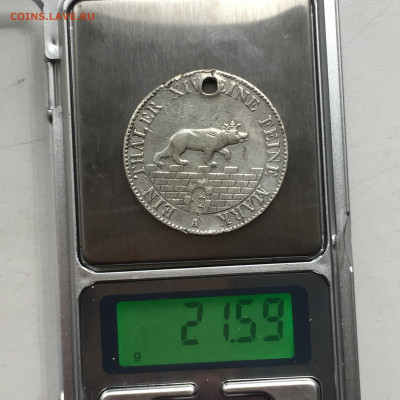 COINS.LAVE.RU
EIN THALER XIV EINE FEINE MARK
A
21.59
g